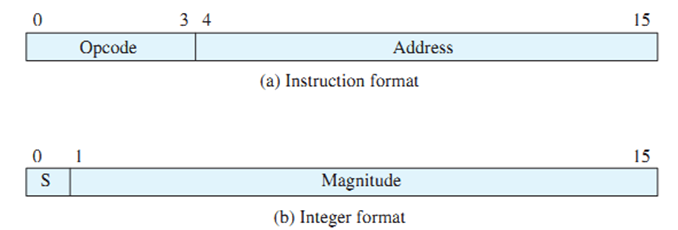 0 3 4 15
Opcode Address
(a) Instruction format
0 1 15
S Magnitude
(b) Integer format